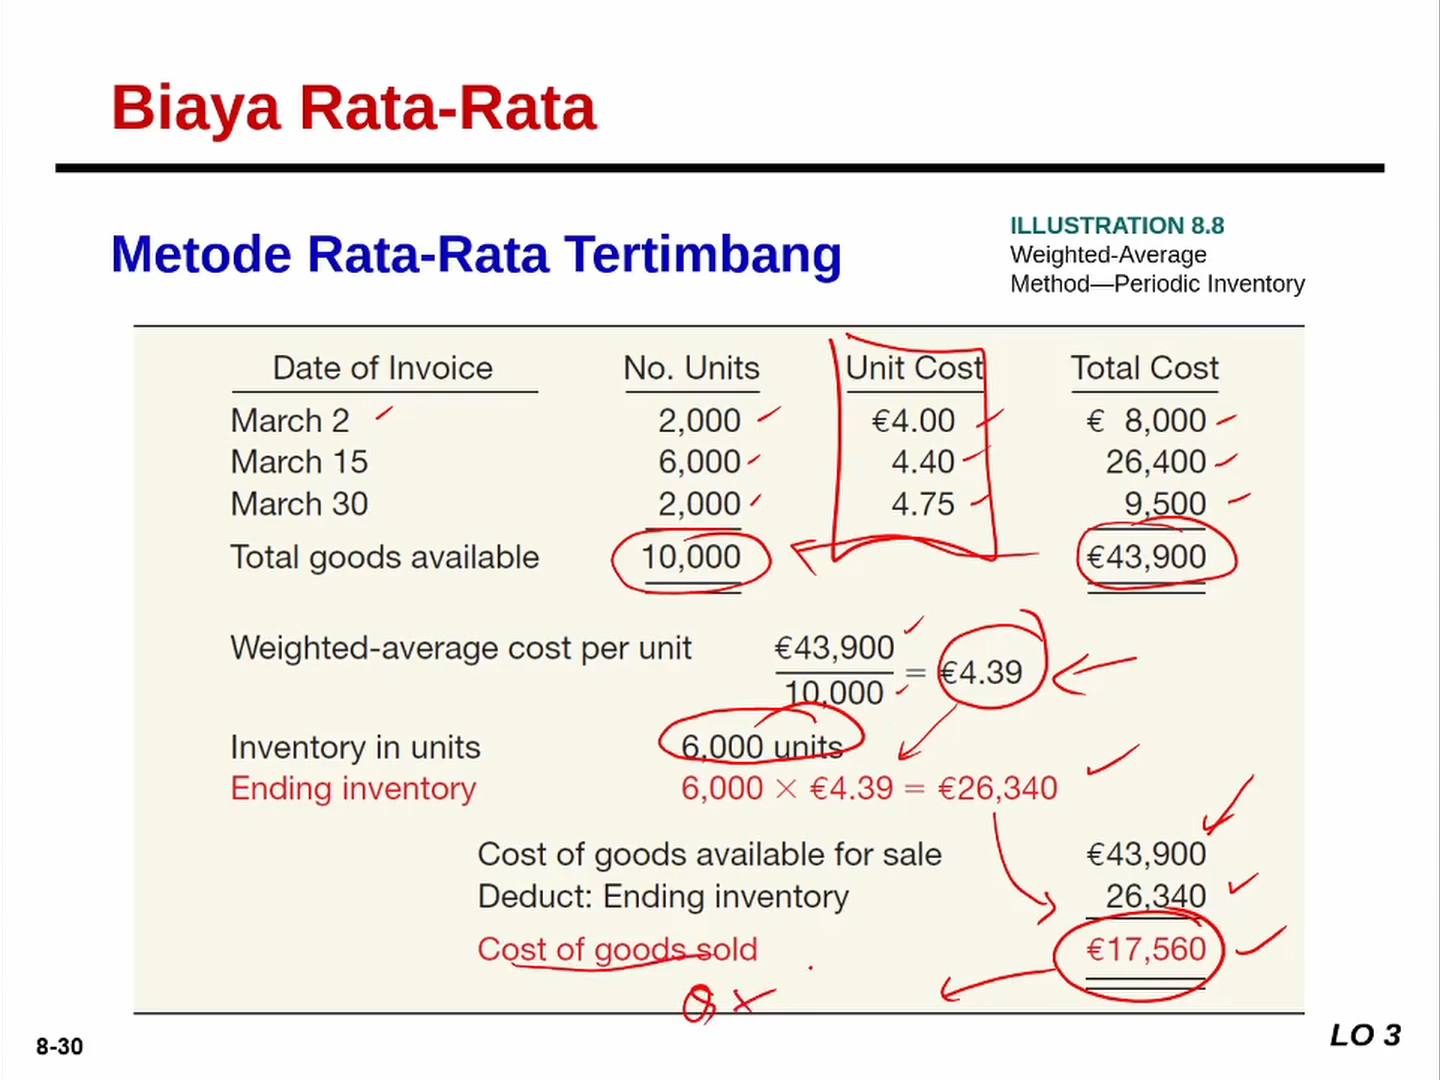 Biaya Rata-Rata
Metode Rata-Rata Tertimbang
ILLUSTRATION 8.8
Weighted-Average
Method—Periodic Inventory
Date of Invoice No. Units Unit Cost Total Cost
March 2 2,000 €4.00 € 8,000
March 15 6,000 4.40 26,400
March 30 2,000 4.75 9,500
Total goods available 10,000 €43,900
Weighted-average cost per unit €43,900
10,000 = €4.39
Inventory in units 6,000 units
Ending inventory 6,000 × €4.39 = €26,340
Cost of goods available for sale €43,900
Deduct: Ending inventory 26,340
Cost of goods sold €17,560
8-30
LO 3